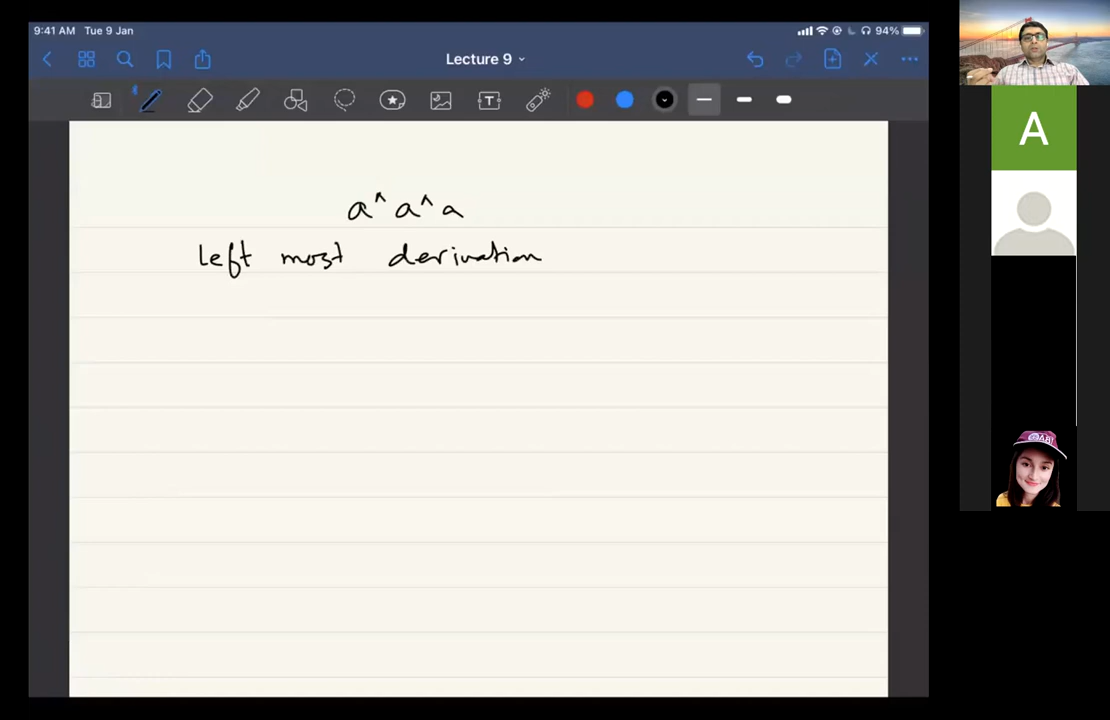 9:41 AM Tue 9 Jan 94%
Lecture 9
T
a^a^a
left most derivation
A